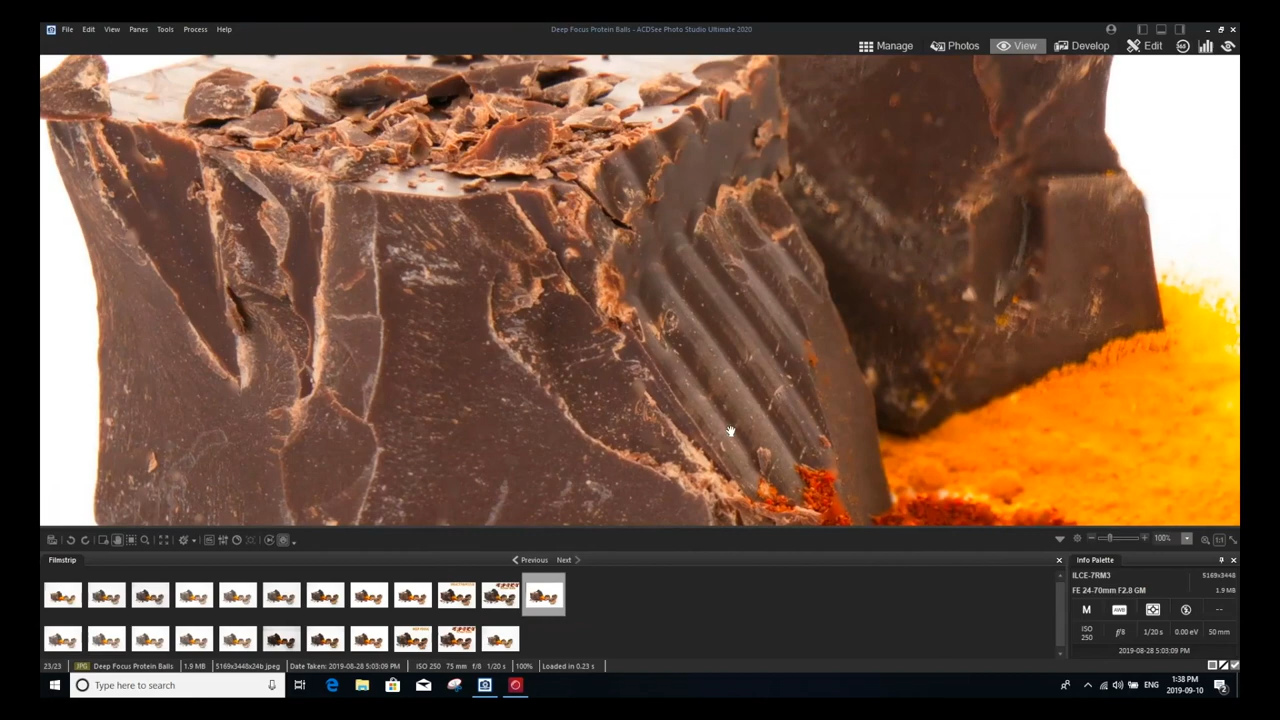 File Edit View Panes Tools Process Help
Deep Focus Protein Balls - ACDSee Photo Studio Ultimate 2020
Manage Photos View Develop Edit 365
100%
Filmstrip
Previous Next
Info Palette
ILCE-7RM3 5169x3448
FE 24-70mm F2.8 GM 1.9 MB
M AWB --
ISO 250 f/8 1/20 s 0.00 eV 50 mm
2019-08-28 5:03:09 PM
23/23 JPG Deep Focus Protein Balls 1.9 MB 5169x3448x24b jpeg Date Taken: 2019-08-28 5:03:09 PM ISO 250 75 mm f/8 1/20 s 100% Loaded in 0.23 s
Type here to search
ENG
1:38 PM
2019-09-10
2